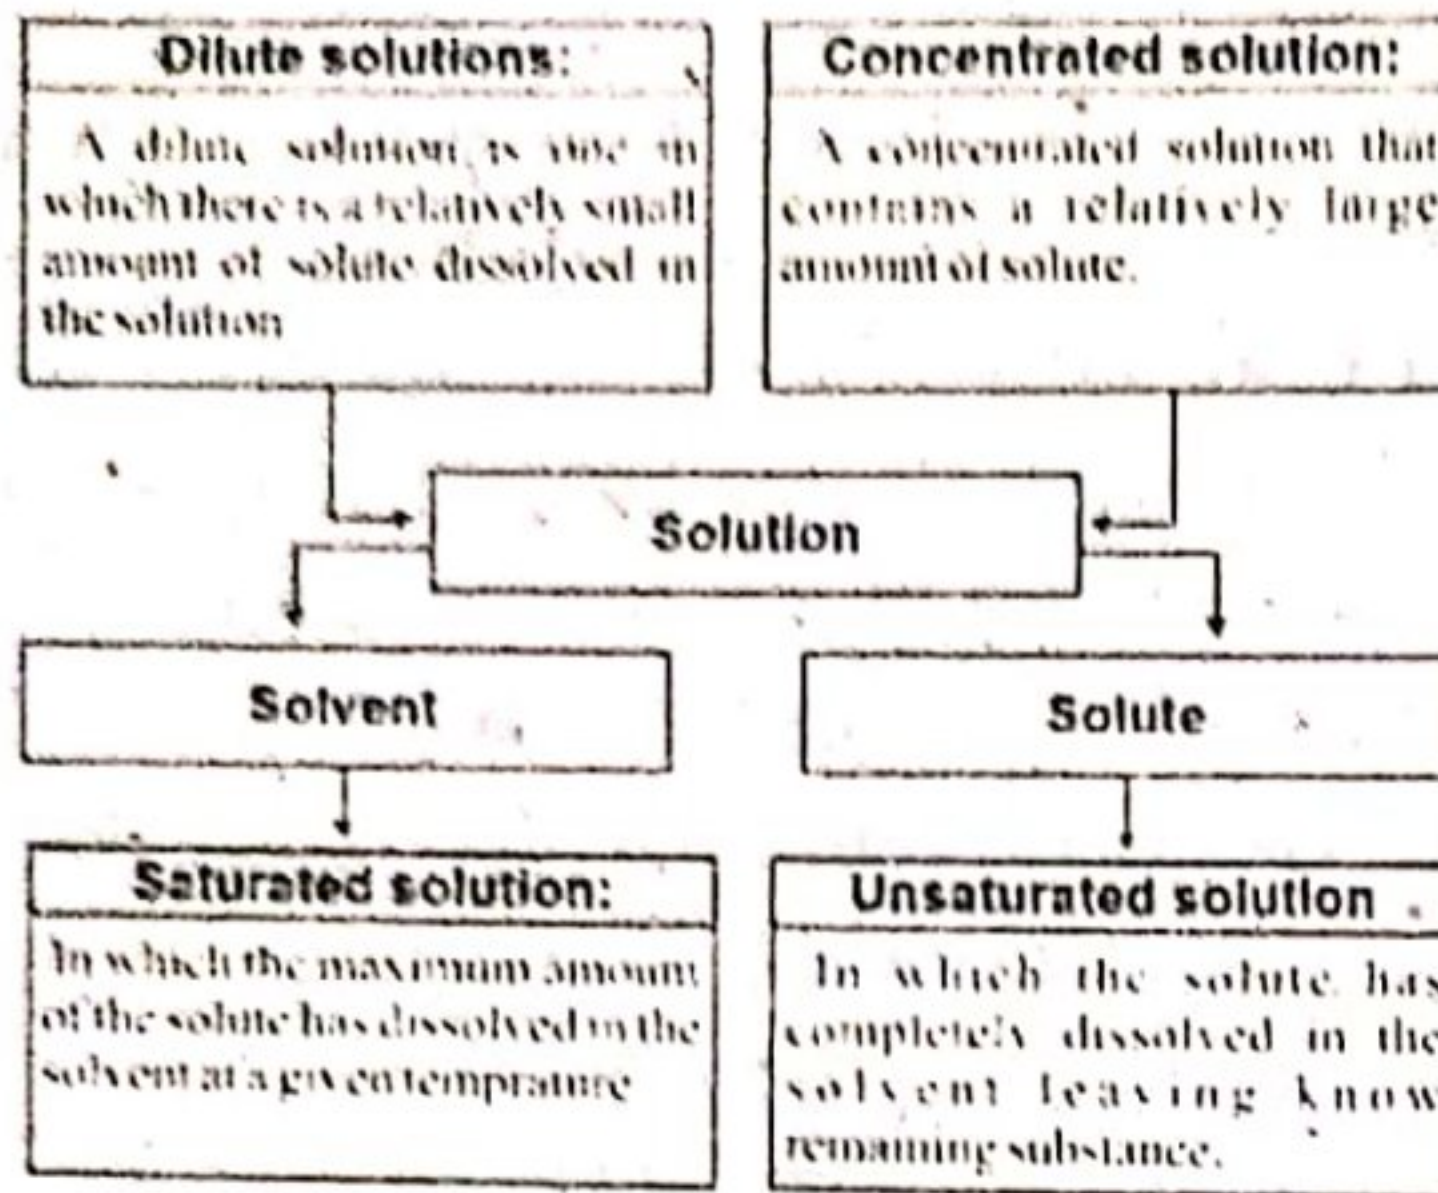 Dilute solutions:
A dilute solution is one in
which there is a relatively small
amount of solute dissolved in
the solution
Concentrated solution:
A concentrated solution that
contains a relatively large
amount of solute.
Solution
Solvent
Solute
Saturated solution:
In which the maximum amount
of the solute has dissolved in the
solvent at a given temprature
Unsaturated solution
In which the solute has
completely dissolved in the
solvent leaving know
remaining substance.